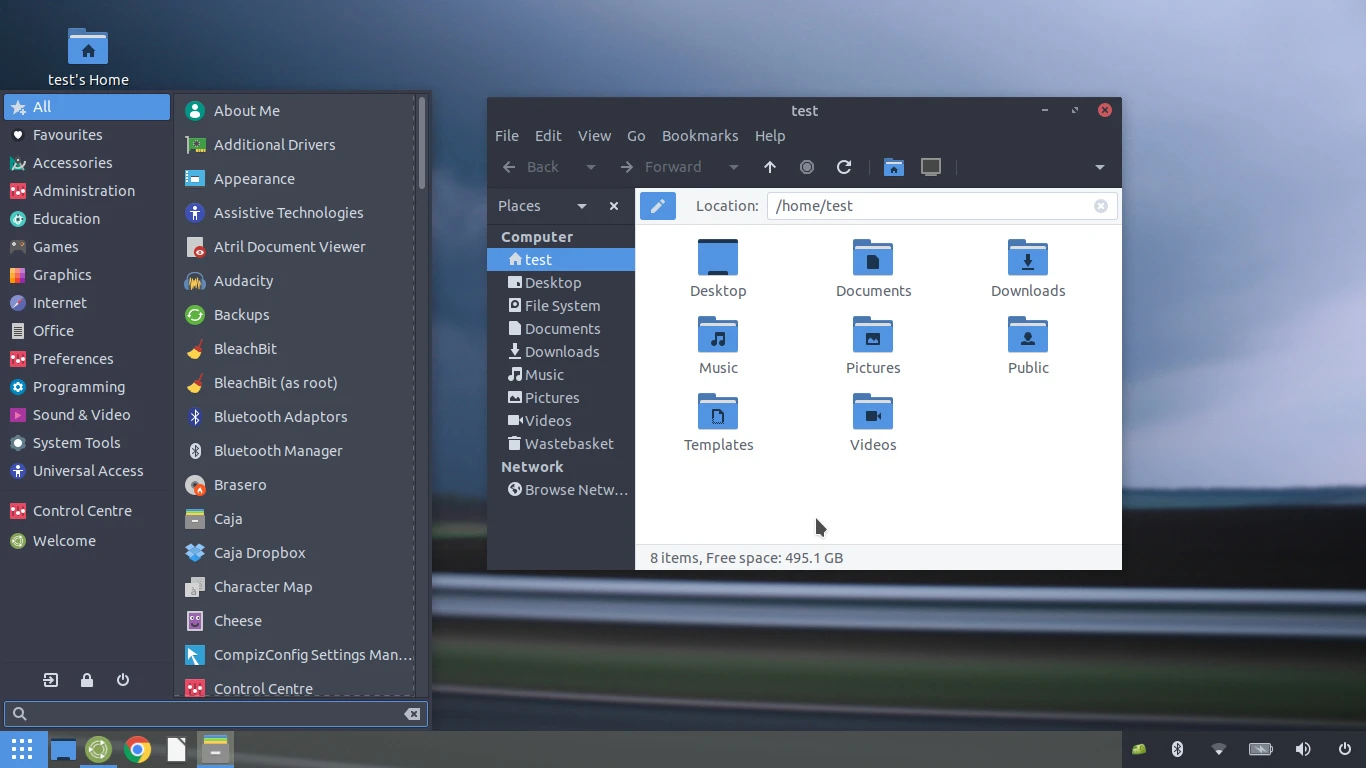 test's Home
All
Favourites
Accessories
Administration
Education
Games
Graphics
Internet
Office
Preferences
Programming
Sound & Video
System Tools
Universal Access
Control Centre
Welcome
About Me
Additional Drivers
Appearance
Assistive Technologies
Atril Document Viewer
Audacity
Backups
BleachBit
BleachBit (as root)
Bluetooth Adaptors
Bluetooth Manager
Brasero
Caja
Caja Dropbox
Character Map
Cheese
CompizConfig Settings Man...
Control Centre
test
File Edit View Go Bookmarks Help
Back Forward
Places
Location: /home/test
Computer
test
Desktop
File System
Documents
Downloads
Music
Pictures
Videos
Wastebasket
Network
Browse Netw...
Desktop Documents Downloads
Music Pictures Public
Templates Videos
8 items, Free space: 495.1 GB